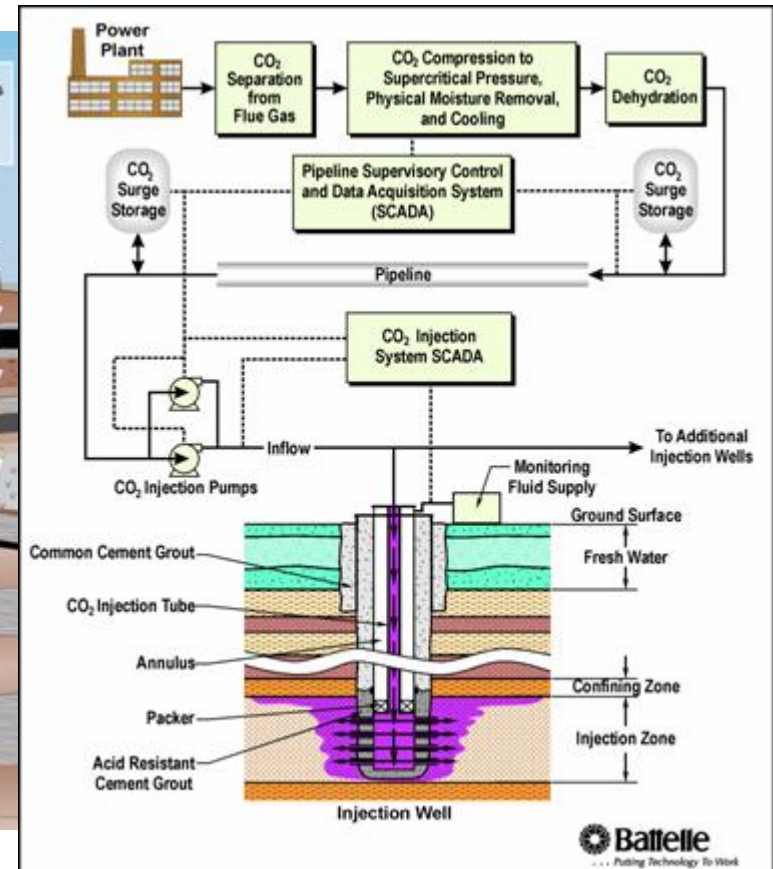 Power
Plant
CO₂
Separation
from
Flue Gas
CO₂ Compression to
Supercritical Pressure,
Physical Moisture Removal,
and Cooling
CO₂
Dehydration
CO₂
Surge
Storage
Pipeline Supervisory Control
and Data Acquisition System
(SCADA)
CO₂
Surge
Storage
Pipeline
CO₂ Injection
System SCADA
Inflow
To Additional
Injection Wells
CO₂ Injection Pumps
Monitoring
Fluid Supply
Ground Surface
Fresh Water
Common Cement Grout
CO₂ Injection Tube
Annulus
Confining Zone
Packer
Injection Zone
Acid Resistant
Cement Grout
Injection Well
Battelle
. . . Putting Technology To Work